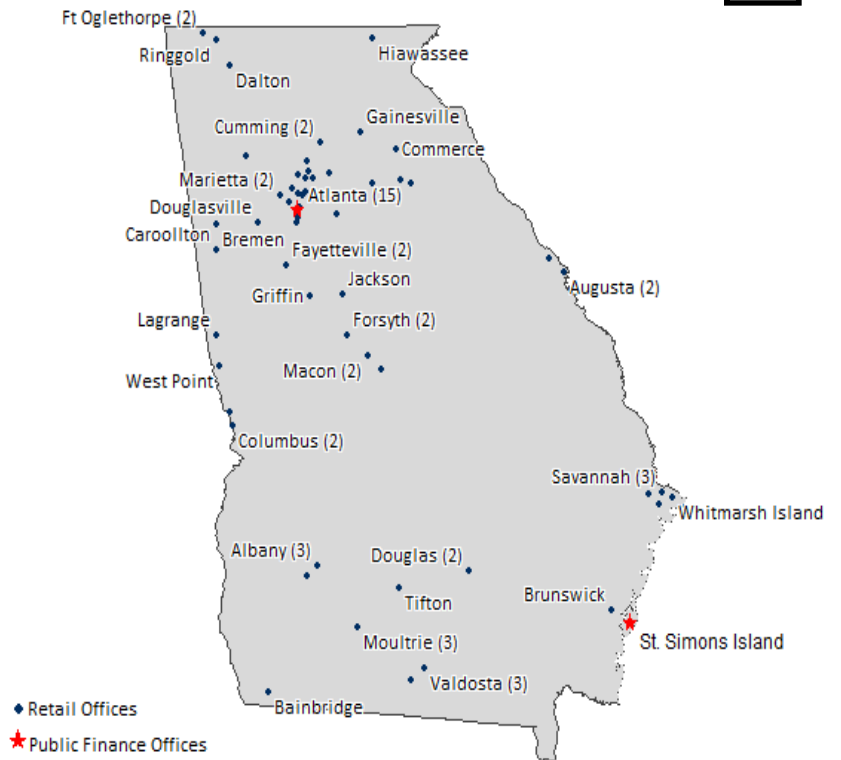 Ft Oglethorpe (2)
Ringgold
Hiawassee
Dalton
Gainesville
Cumming (2)
Commerce
Marietta (2)
Atlanta (15)
Douglasville
Caroollton
Bremen
Fayetteville (2)
Jackson
Griffin
Lagrange
Forsyth (2)
Augusta (2)
West Point
Macon (2)
Columbus (2)
Savannah (3)
Whitmarsh Island
Albany (3)
Douglas (2)
Tifton
Brunswick
St. Simons Island
Moultrie (3)
Valdosta (3)
Bainbridge
Retail Offices
Public Finance Offices